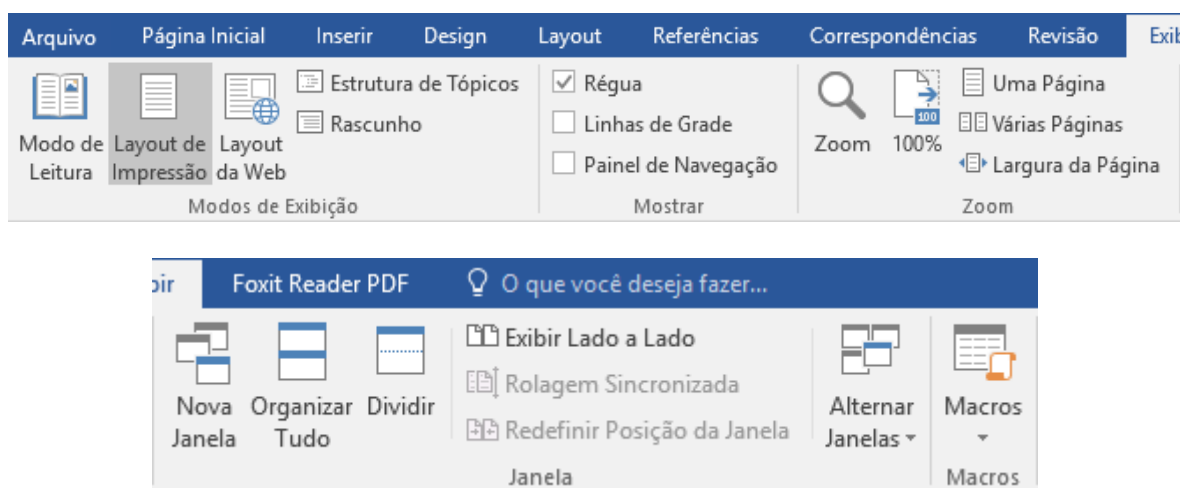 Arquivo Página Inicial Inserir Design Layout Referências Correspondências Revisão Exib
Modo de Leitura
Layout de Impressão
Layout da Web
Estrutura de Tópicos
Rascunho
Modos de Exibição
Régua
Linhas de Grade
Painel de Navegação
Mostrar
Zoom
100
100%
Uma Página
Várias Páginas
Largura da Página
Zoom
bir Foxit Reader PDF O que você deseja fazer...
Nova Janela
Organizar Tudo
Dividir
Exibir Lado a Lado
Rolagem Sincronizada
Redefinir Posição da Janela
Janela
Alternar Janelas
Macros
Macros